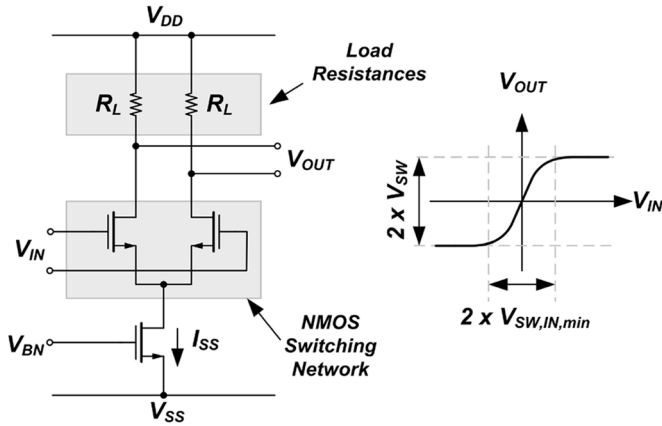 VDD
Load
Resistances
RL
RL
VOUT
VOUT
2 x VSW
VIN
VIN
2 x VSW,IN,min
NMOS
Switching
Network
VBN
ISS
VSS